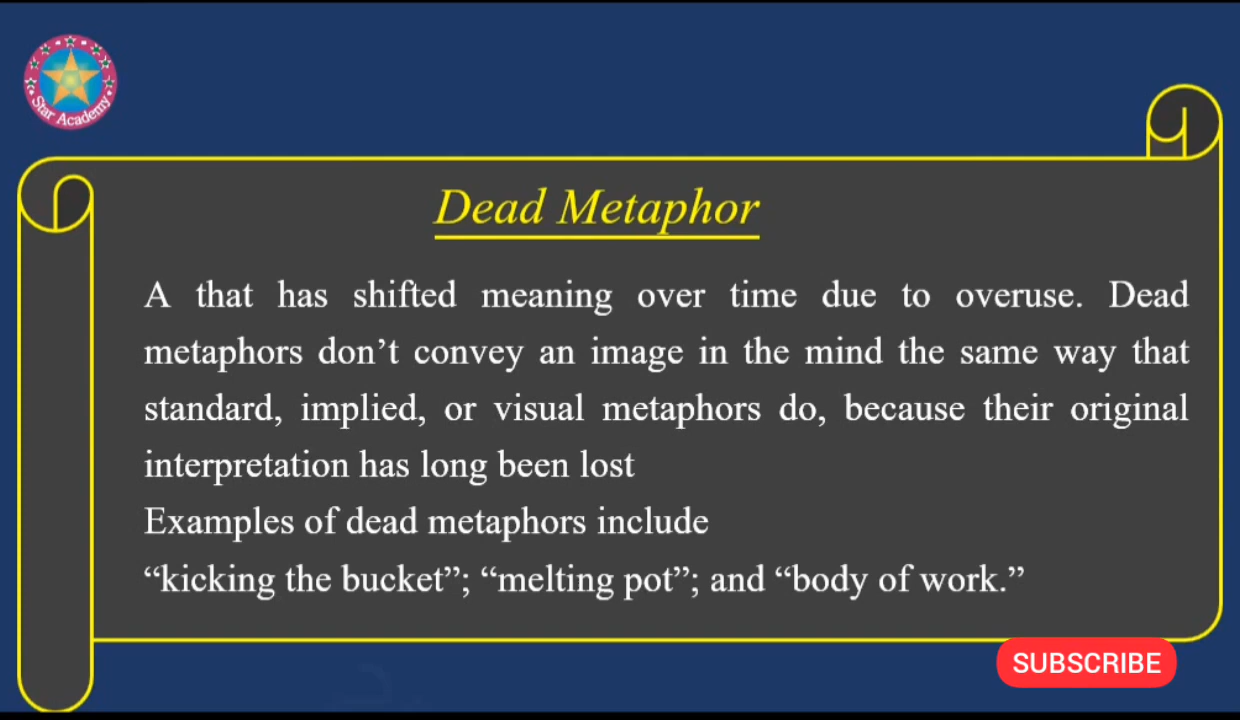 Star Academy
Dead Metaphor
A that has shifted meaning over time due to overuse. Dead
metaphors don’t convey an image in the mind the same way that
standard, implied, or visual metaphors do, because their original
interpretation has long been lost
Examples of dead metaphors include
“kicking the bucket”; “melting pot”; and “body of work.”
SUBSCRIBE